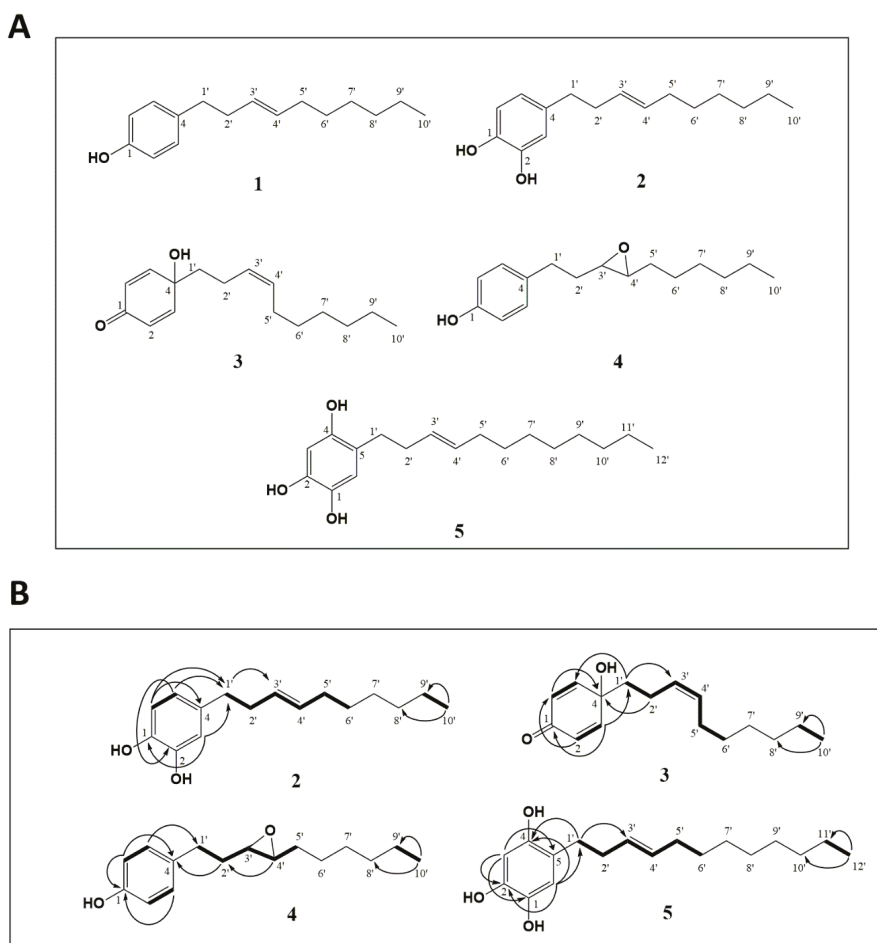 A
1' 3' 5' 7' 9'
4 2' 4' 6' 8' 10'
HO 1
1
1' 3' 5' 7' 9'
4 2' 4' 6' 8' 10'
HO 1
2
OH
2
OH
1' 3'
4 2' 4'
1 7' 9'
O 2 5' 6' 8' 10'
3
O
1' 5' 7' 9'
4 2' 3' 4' 6' 8' 10'
HO 1
4
OH
4 1' 3' 5' 7' 9' 11'
5 2' 4' 6' 8' 10' 12'
HO 2
1
OH
5
B
1' 3' 5' 7' 9'
4 2' 4' 6' 8' 10'
HO 1
2
OH
2
OH
1' 3'
4 2' 4'
1 7' 9'
O 2 5' 6' 8' 10'
3
O
1' 5' 7' 9'
4 2' 3' 4' 6' 8' 10'
HO 1
4
OH
4 1' 3' 5' 7' 9' 11'
5 2' 4' 6' 8' 10' 12'
HO 2
1
OH
5